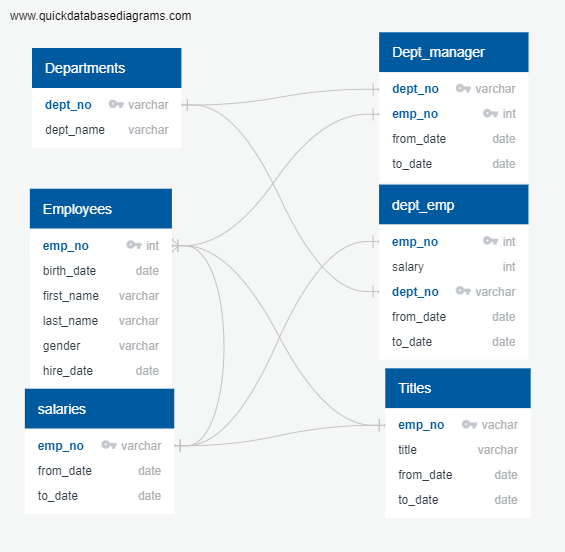 www.quickdatabasediagrams.com
Departments
dept_no varchar
dept_name varchar
Employees
emp_no int
birth_date date
first_name varchar
last_name varchar
gender varchar
hire_date date
salaries
emp_no varchar
from_date date
to_date date
Dept_manager
dept_no varchar
emp_no int
from_date date
to_date date
dept_emp
emp_no int
salary int
dept_no varchar
from_date date
to_date date
Titles
emp_no vachar
title varchar
from_date date
to_date date